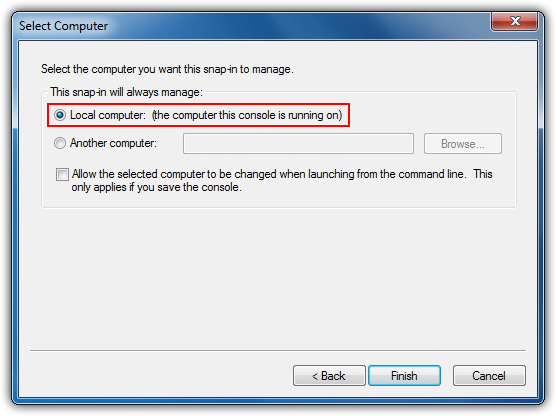 Select Computer
Select the computer you want this snap-in to manage.
This snap-in will always manage:
Local computer: (the computer this console is running on)
Another computer:
Browse...
Allow the selected computer to be changed when launching from the command line. This
only applies if you save the console.
< Back
Finish
Cancel